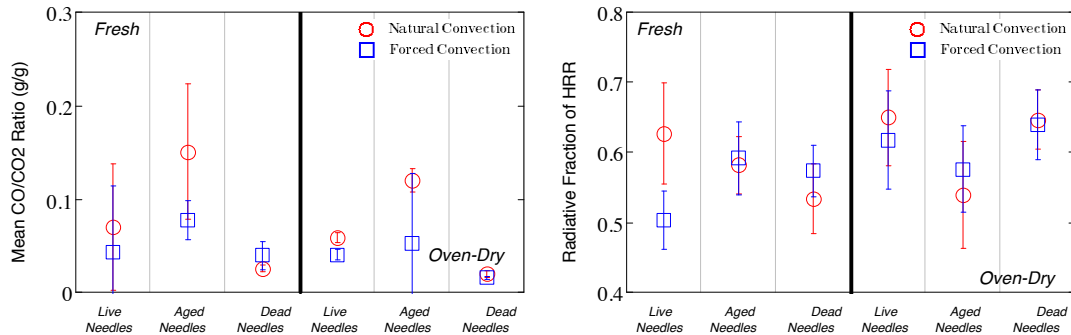 Mean CO/CO2 Ratio (g/g)
0.3
0.2
0.1
0
Fresh
Natural Convection
Forced Convection
Oven-Dry
Live
Needles
Aged
Needles
Dead
Needles
Live
Needles
Aged
Needles
Dead
Needles
Radiative Fraction of HRR
0.8
0.7
0.6
0.5
0.4
Fresh
Natural Convection
Forced Convection
Oven-Dry
Live
Needles
Aged
Needles
Dead
Needles
Live
Needles
Aged
Needles
Dead
Needles